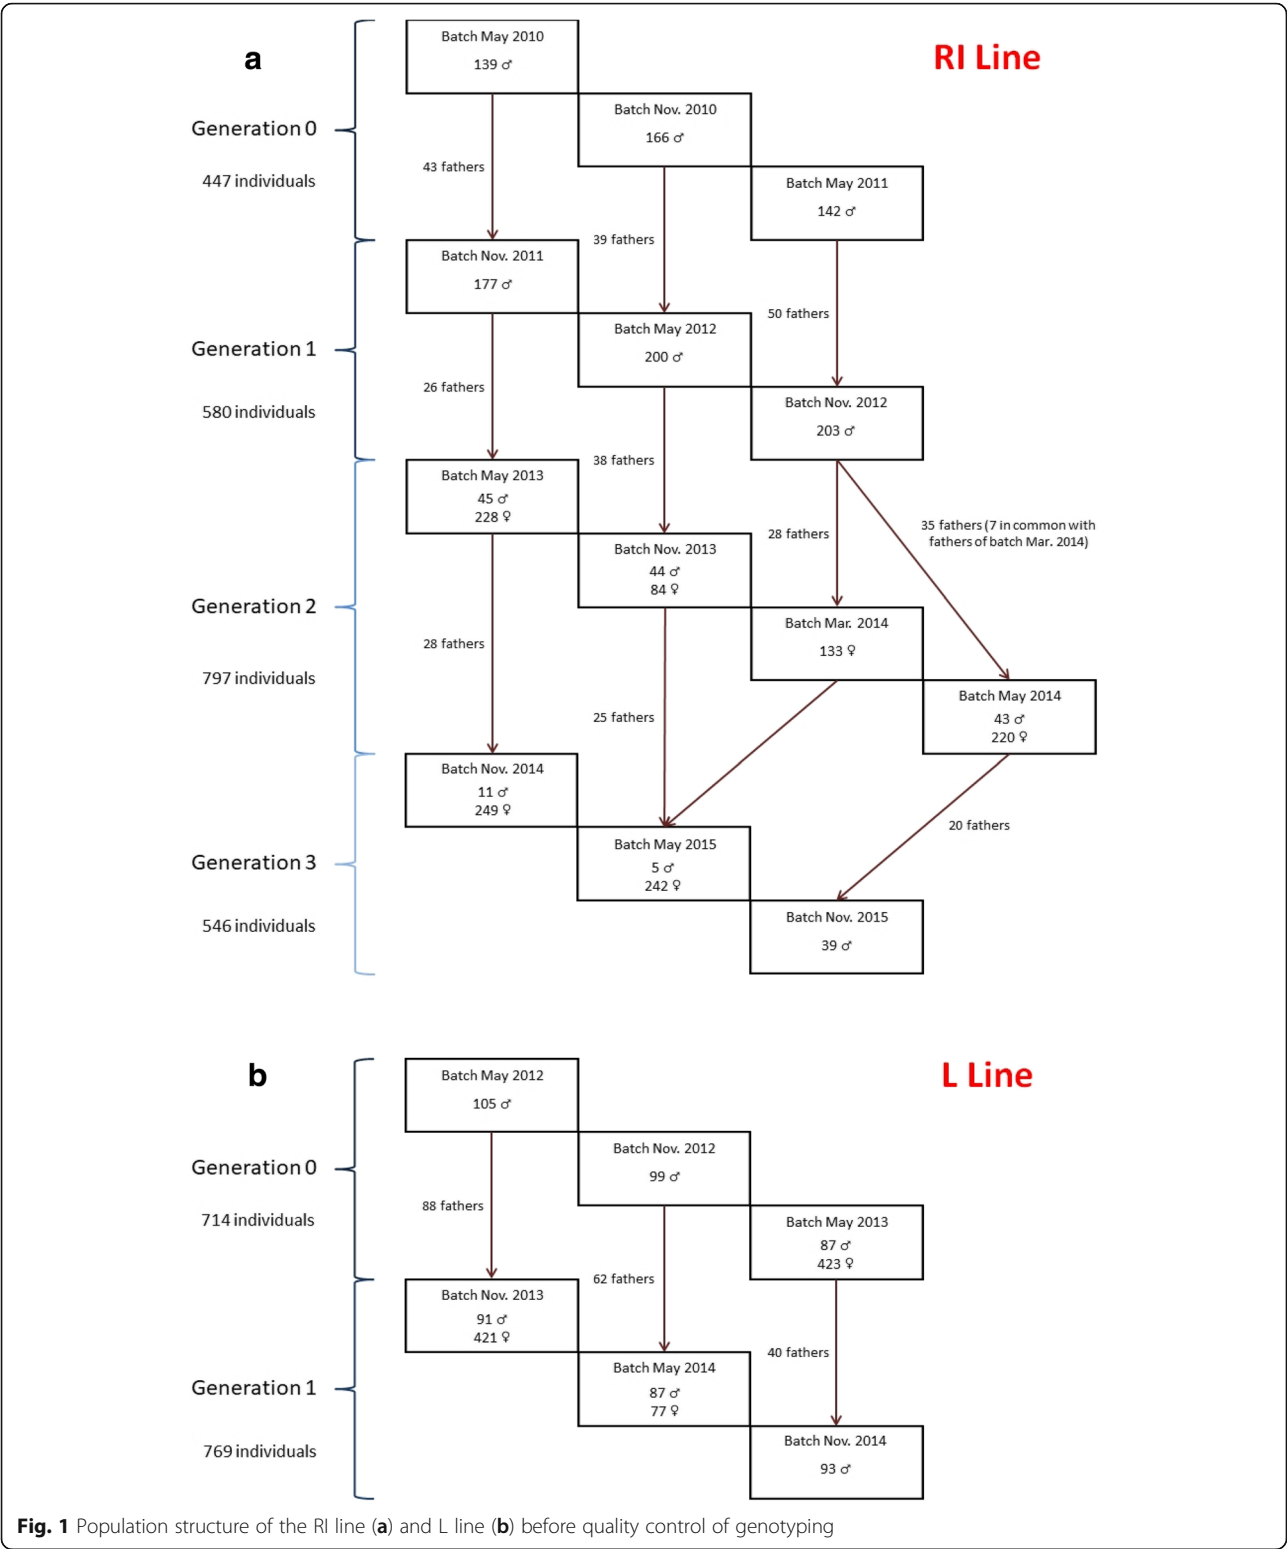 a
RI Line
Batch May 2010
139 ♂
Batch Nov. 2010
166 ♂
Generation 0
43 fathers
447 individuals
Batch May 2011
142 ♂
39 fathers
Batch Nov. 2011
177 ♂
50 fathers
Batch May 2012
200 ♂
Generation 1
26 fathers
580 individuals
Batch Nov. 2012
203 ♂
38 fathers
Batch May 2013
45 ♂
228 ♀
28 fathers
35 fathers (7 in common with
fathers of batch Mar. 2014)
Batch Nov. 2013
44 ♂
84 ♀
Generation 2
Batch Mar. 2014
133 ♀
28 fathers
797 individuals
Batch May 2014
43 ♂
220 ♀
25 fathers
Batch Nov. 2014
11 ♂
249 ♀
20 fathers
Batch May 2015
5 ♂
242 ♀
Generation 3
546 individuals
Batch Nov. 2015
39 ♂
b
L Line
Batch May 2012
105 ♂
Batch Nov. 2012
99 ♂
Generation 0
88 fathers
714 individuals
Batch May 2013
87 ♂
423 ♀
62 fathers
Batch Nov. 2013
91 ♂
421 ♀
40 fathers
Batch May 2014
87 ♂
77 ♀
Generation 1
769 individuals
Batch Nov. 2014
93 ♂
Fig. 1 Population structure of the RI line (a) and L line (b) before quality control of genotyping